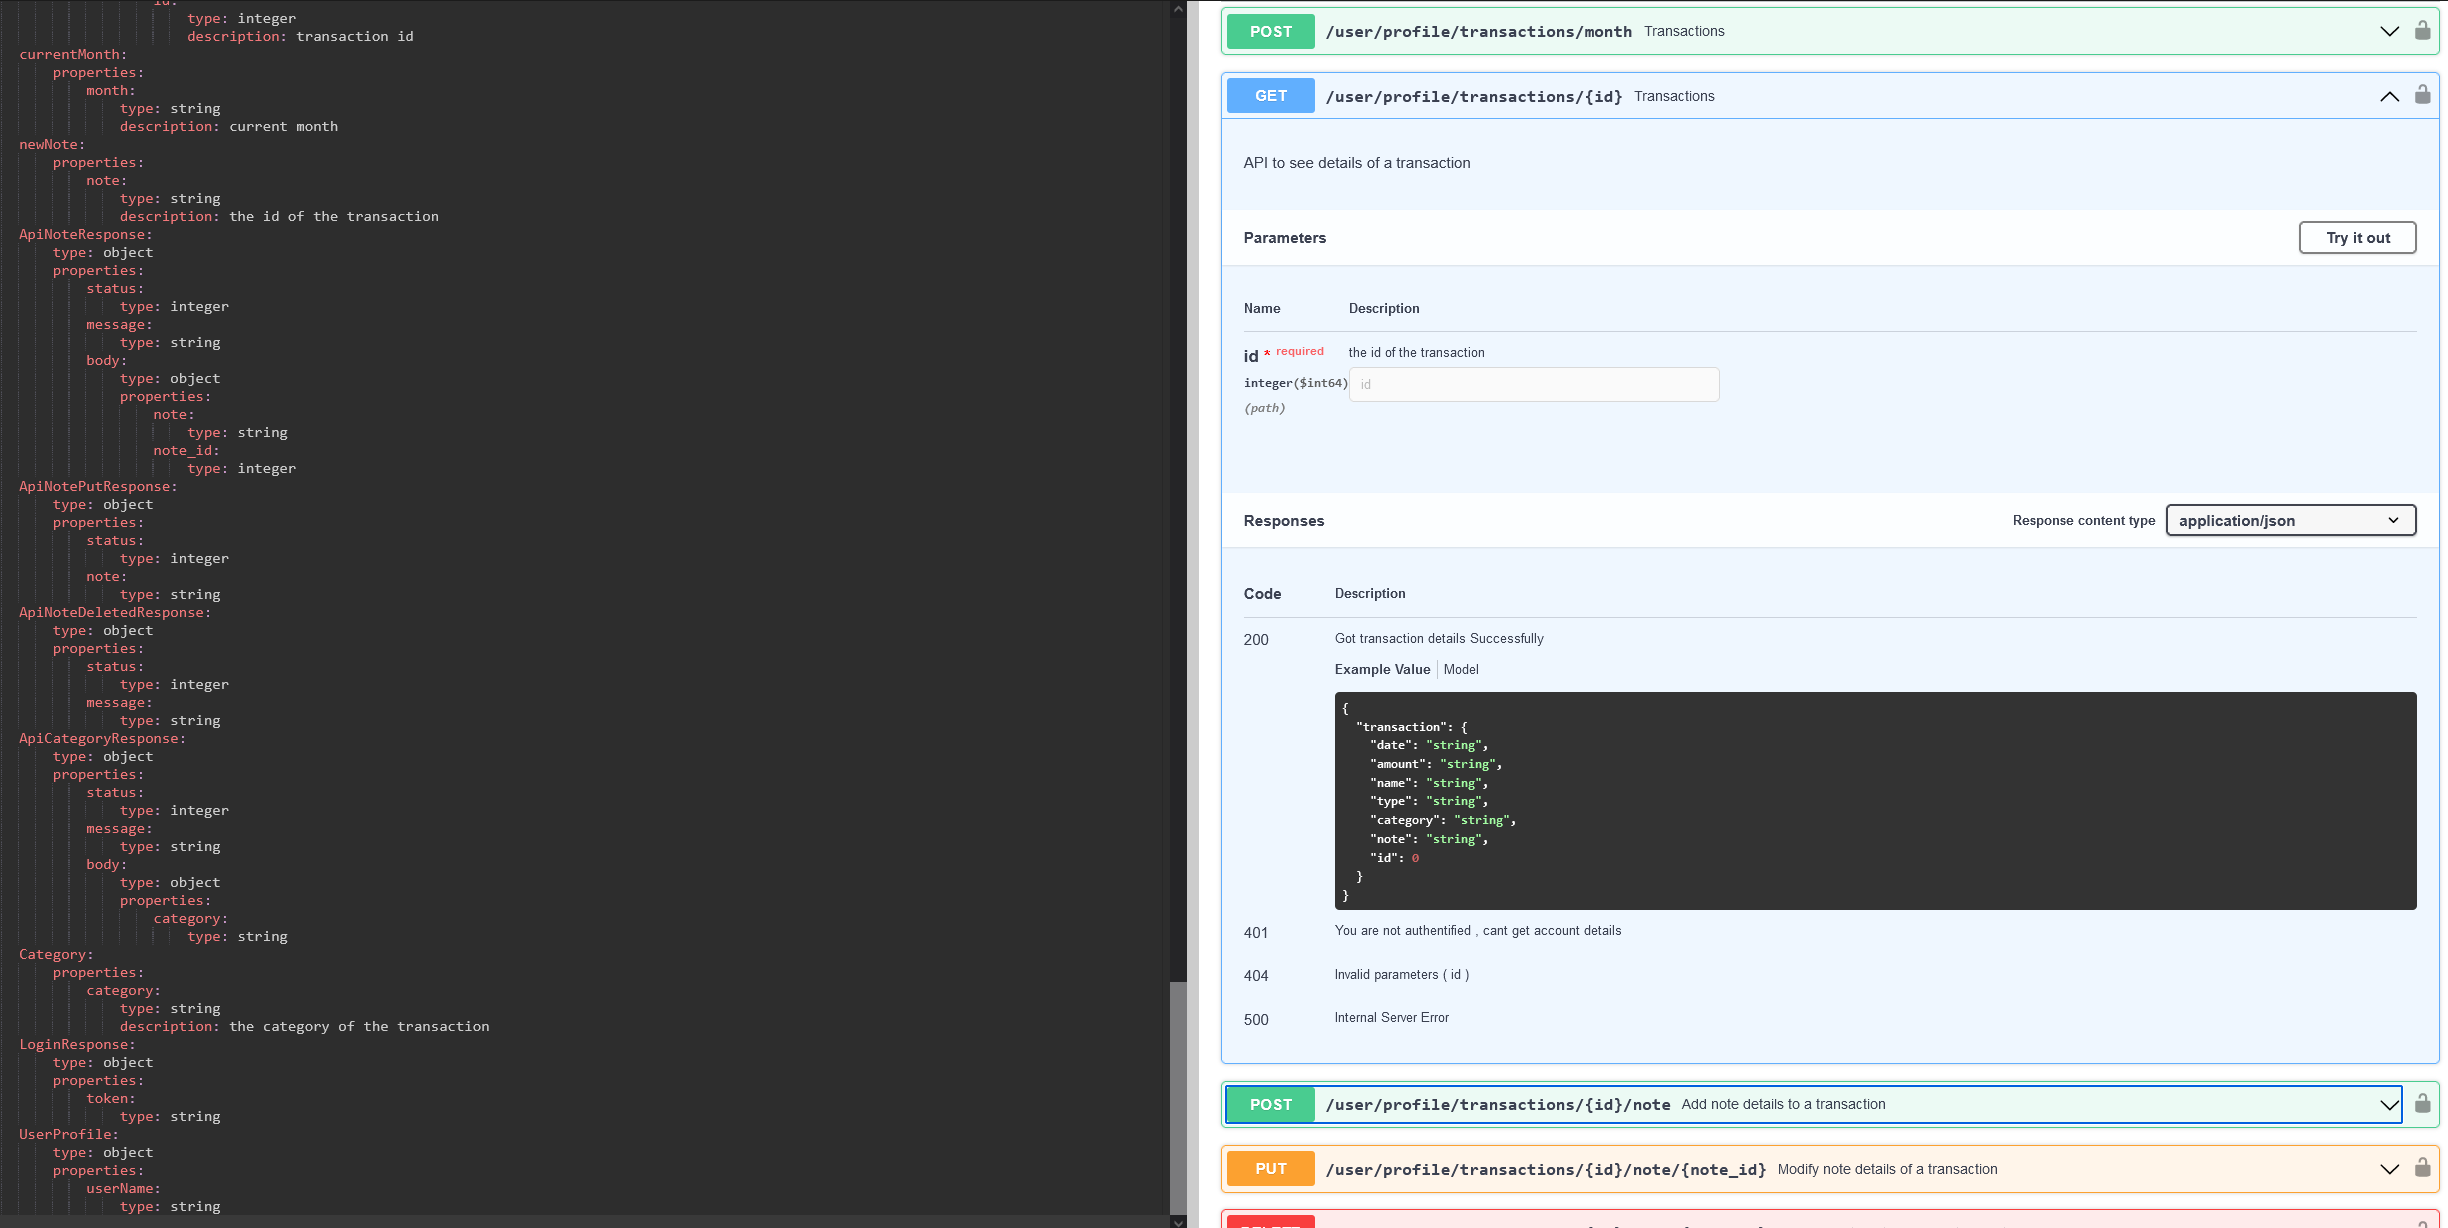 id:
type: integer
description: transaction id
currentMonth:
properties:
month:
type: string
description: current month
newNote:
properties:
note:
type: string
description: the id of the transaction
ApiNoteResponse:
type: object
properties:
status:
type: integer
message:
type: string
body:
type: object
properties:
note:
type: string
note_id:
type: integer
ApiNotePutResponse:
type: object
properties:
status:
type: integer
note:
type: string
ApiNoteDeletedResponse:
type: object
properties:
status:
type: integer
message:
type: string
ApiCategoryResponse:
type: object
properties:
status:
type: integer
message:
type: string
body:
type: object
properties:
category:
type: string
Category:
properties:
category:
type: string
description: the category of the transaction
LoginResponse:
type: object
properties:
token:
type: string
UserProfile:
type: object
properties:
userName:
type: string
POST /user/profile/transactions/month Transactions
GET /user/profile/transactions/{id} Transactions
API to see details of a transaction
Parameters Try it out
Name Description
id * required the id of the transaction
integer($int64) id
(path)
Responses Response content type application/json
Code Description
200 Got transaction details Successfully
Example Value Model
{
"transaction": {
"date": "string",
"amount": "string",
"name": "string",
"type": "string",
"category": "string",
"note": "string",
"id": 0
}
}
401 You are not authentified , cant get account details
404 Invalid parameters ( id )
500 Internal Server Error
POST /user/profile/transactions/{id}/note Add note details to a transaction
PUT /user/profile/transactions/{id}/note/{note_id} Modify note details of a transaction
DELETE